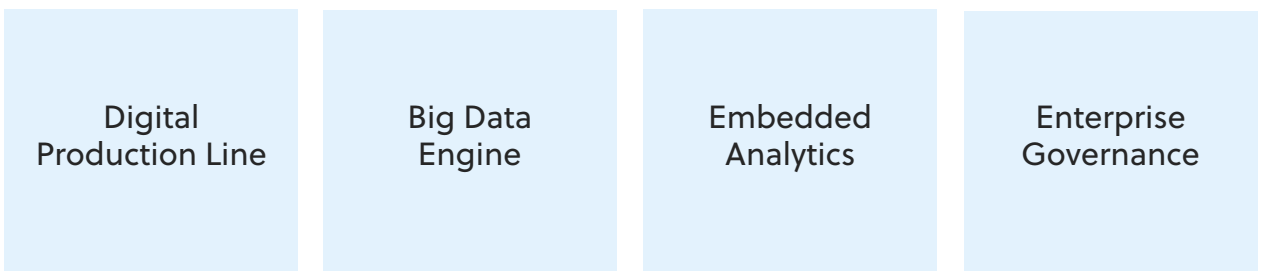 Digital
Production Line
Big Data
Engine
Embedded
Analytics
Enterprise
Governance